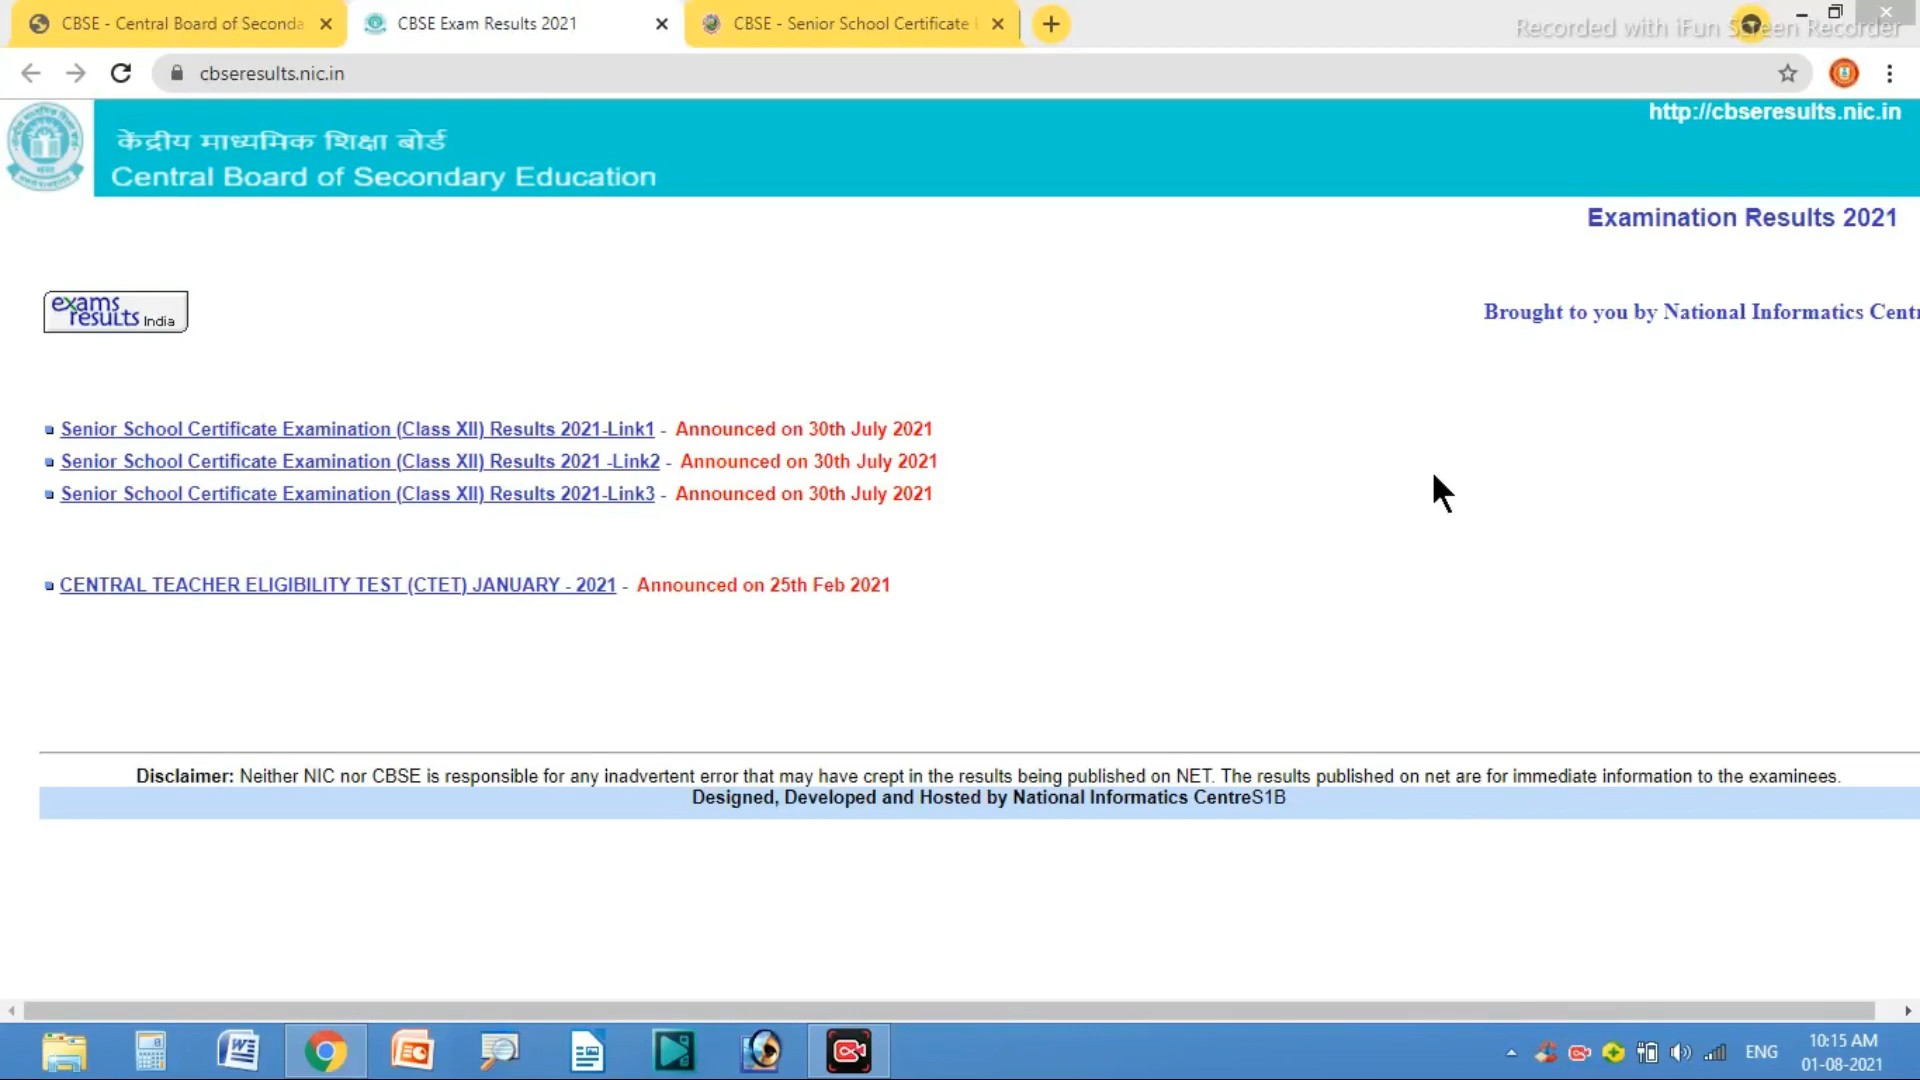 CBSE - Central Board of Seconda
CBSE Exam Results 2021
CBSE - Senior School Certificate
Recorded with iFun Screen Recorder
cbseresults.nic.in
http://cbseresults.nic.in
केंद्रीय माध्यमिक शिक्षा बोर्ड
Central Board of Secondary Education
Examination Results 2021
exams
results India
Brought to you by National Informatics Cent
Senior School Certificate Examination (Class XII) Results 2021-Link1 - Announced on 30th July 2021
Senior School Certificate Examination (Class XII) Results 2021 -Link2 - Announced on 30th July 2021
Senior School Certificate Examination (Class XII) Results 2021-Link3 - Announced on 30th July 2021
CENTRAL TEACHER ELIGIBILITY TEST (CTET) JANUARY - 2021 - Announced on 25th Feb 2021
Disclaimer: Neither NIC nor CBSE is responsible for any inadvertent error that may have crept in the results being published on NET. The results published on net are for immediate information to the examinees.
Designed, Developed and Hosted by National Informatics CentreS1B
ENG
10:15 AM
01-08-2021